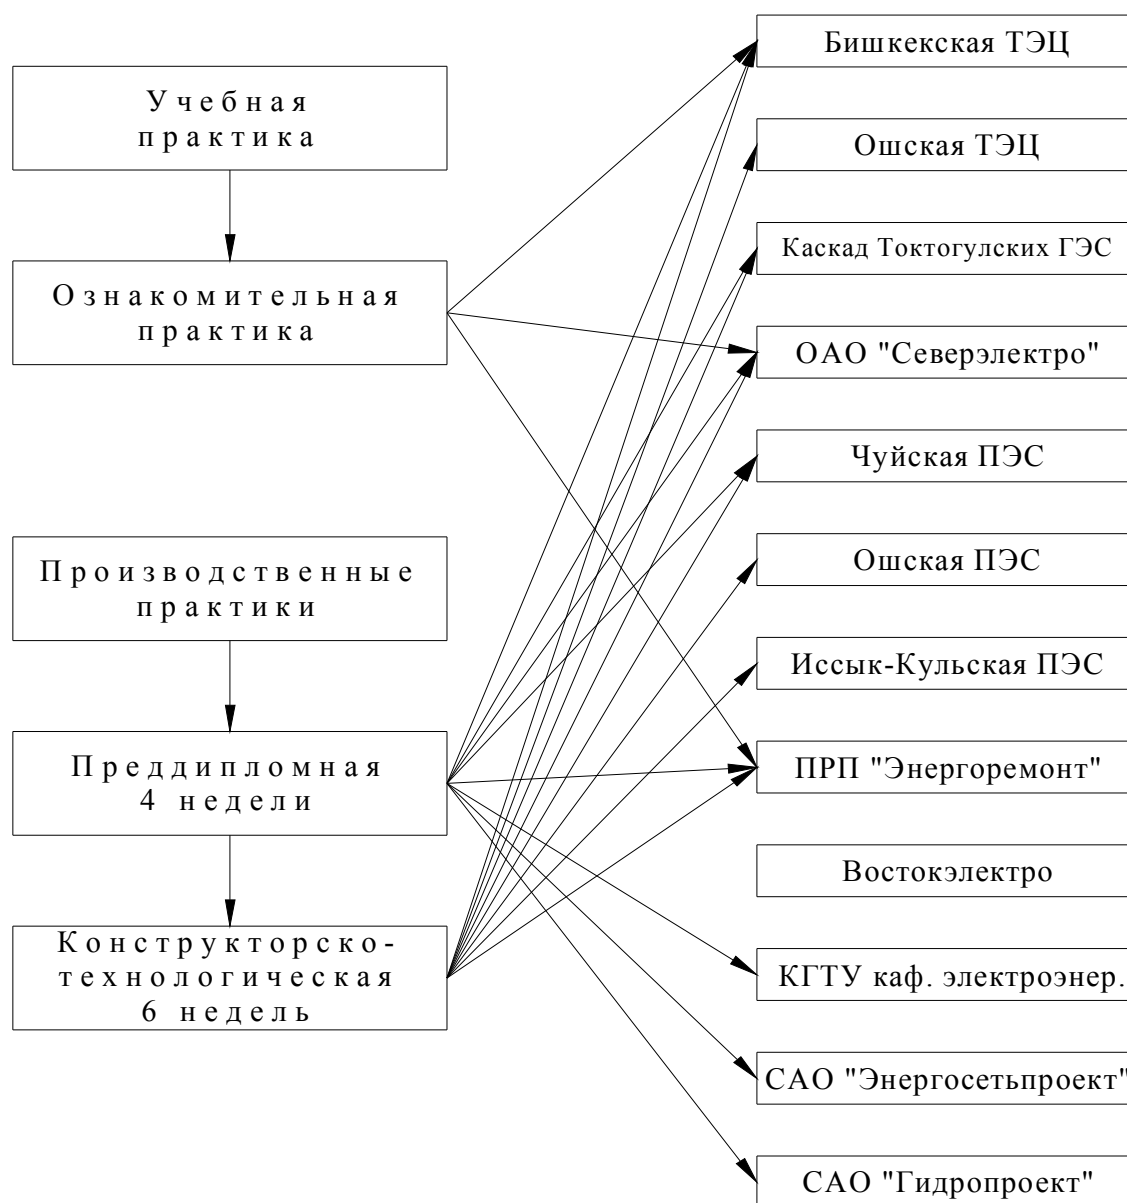 Учебная
практика
Ознакомительная
практика
Производственные
практики
Преддипломная
4 недели
Конструкторско-
технологическая
6 недель
Бишкекская ТЭЦ
Ошская ТЭЦ
Каскад Токтогулских ГЭС
ОАО "Северэлектро"
Чуйская ПЭС
Ошская ПЭС
Иссык-Кульская ПЭС
ПРП "Энергоремонт"
Востокэлектро
КГТУ каф. электроэнер.
САО "Энергосетьпроект"
САО "Гидропроект"